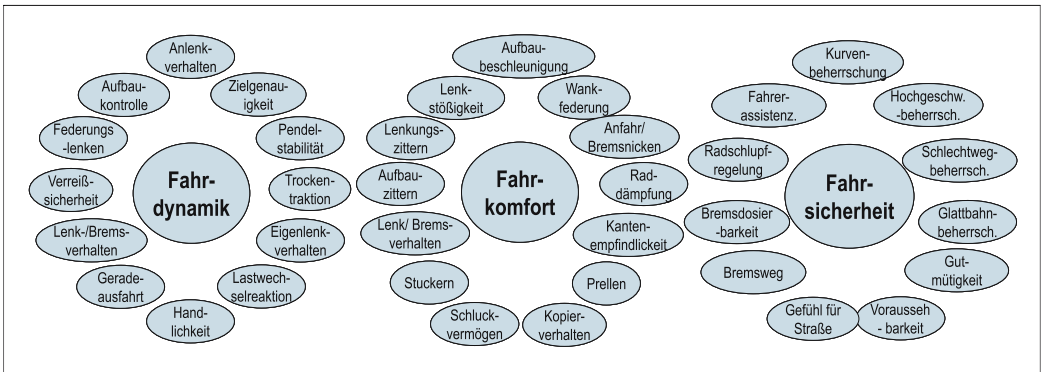 Fahr-
dynamik
Anlenk-
verhalten
Zielgenau-
igkeit
Pendel-
stabilität
Trocken-
traktion
Eigenlenk-
verhalten
Lastwech-
selreaktion
Hand-
lichkeit
Gerade-
ausfahrt
Lenk-/Brems-
verhalten
Verreiß-
sicherheit
Federungs
-lenken
Aufbau-
kontrolle
Fahr-
komfort
Aufbau-
beschleunigung
Wank-
federung
Anfahr/
Bremsnicken
Rad-
dämpfung
Kanten-
empfindlickeit
Prellen
Kopier-
verhalten
Schluck-
vermögen
Stuckern
Lenk/ Brems-
verhalten
Aufbau-
zittern
Lenkungs-
zittern
Lenk-
stößigkeit
Fahr-
sicherheit
Kurven-
beherrschung
Hochgeschw.
-beherrsch.
Schlechtweg-
beherrsch.
Glattbahn-
beherrsch.
Gut-
mütigkeit
Vorausseh
- barkeit
Gefühl für
Straße
Bremsweg
Bremsdosier
-barkeit
Radschlupf-
regelung
Fahrer-
assistenz.